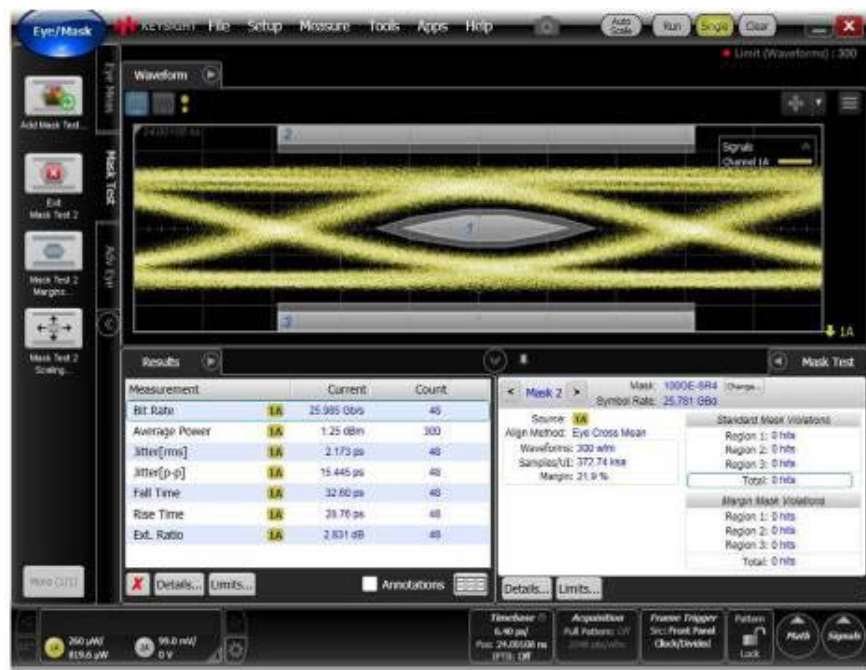 Eye/Mask
KEYSIGHT File Setup Measure Tools Apps Help
Auto Scale Run Single Clear
Limit (Waveforms) : 300
Waveform
Add Mask Test...
Exit
Mask Test 2
Mask Test 2
Margins...
Mask Test 2
Scaling...
More (1/1)
Eye Meas
Mask Test
Adv Eye
2
Signals
Channel 1A
1
3
1A
Results
Measurement Current Count
Bit Rate 1A 25.985 Gb/s 48
Average Power 1A 1.25 dBm 300
Jitter[rms] 1A 2.173 ps 48
Jitter[p-p] 1A 15.445 ps 48
Fall Time 1A 32.60 ps 48
Rise Time 1A 28.76 ps 48
Ext. Ratio 1A 2.831 dB 48
Details... Limits... Annotations
Mask Test
< Mask 2 > Mask: 100GE-SR4 Change...
Symbol Rate: 25.781 GBd
Source: 1A
Align Method: Eye Cross Mean
Waveforms: 300 wfm
Samples/UI: 372.74 ksa
Margin: 21.9 %
Standard Mask Violations
Region 1: 0 hits
Region 2: 0 hits
Region 3: 0 hits
Total: 0 hits
Margin Mask Violations
Region 1: 0 hits
Region 2: 0 hits
Region 3: 0 hits
Total: 0 hits
Details... Limits...
1A 260 µW/
819.6 µW
2A 99.0 mV/
0 V
Timebase
6.40 ps/
Pos: 24.00108 ns
IPTB: Off
Acquisition
Full Pattern: Off
Frame Trigger
Src: Front Panel
Clock/Divided
Pattern
Lock
Math
Signals